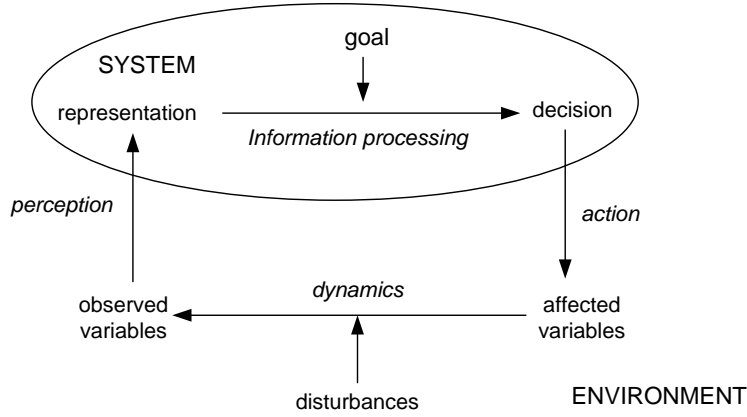 goal
SYSTEM
representation
decision
Information processing
perception
action
dynamics
observed
variables
affected
variables
disturbances
ENVIRONMENT